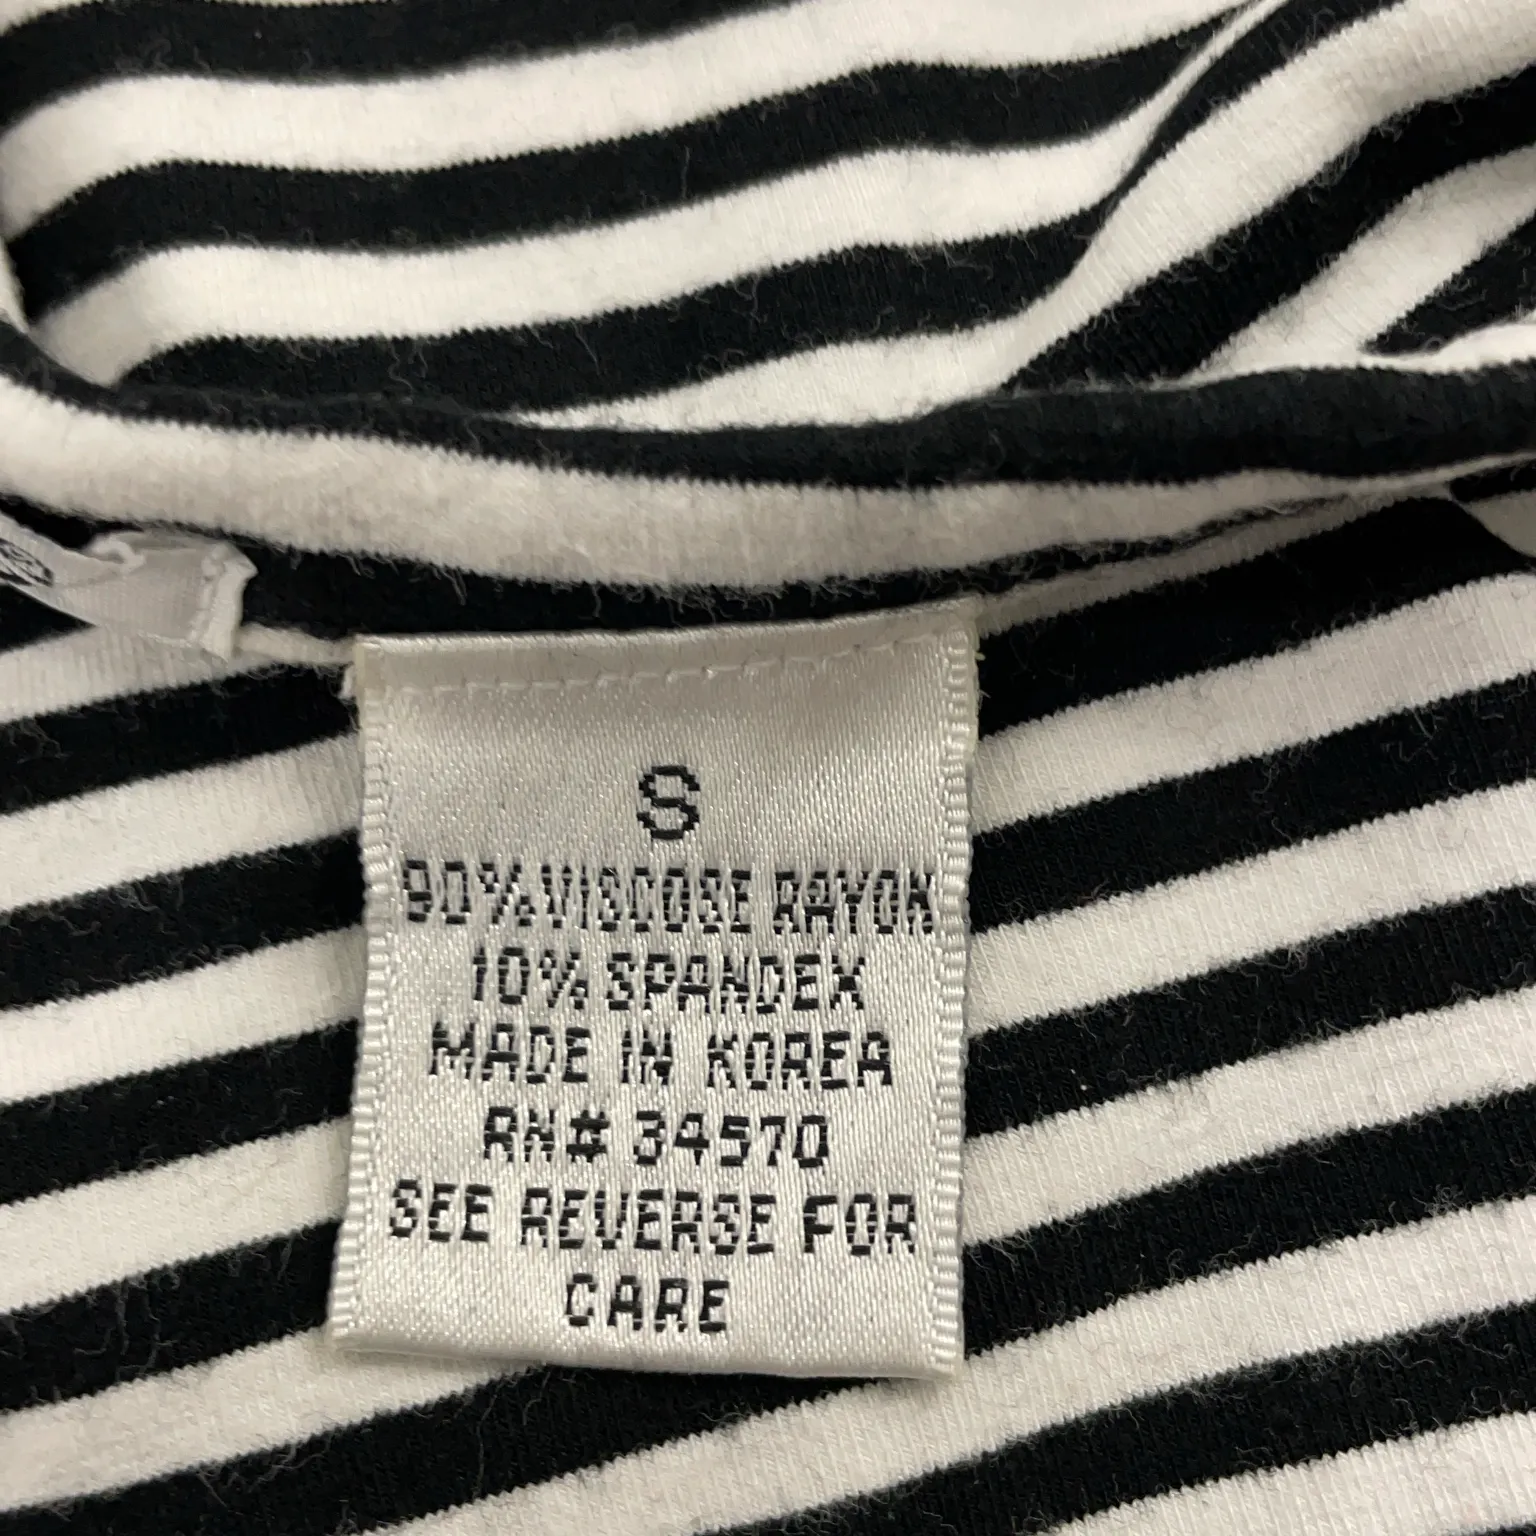 S
90% VISCOSE RAYON
10% SPANDEX
MADE IN KOREA
RN# 34570
SEE REVERSE FOR
CARE